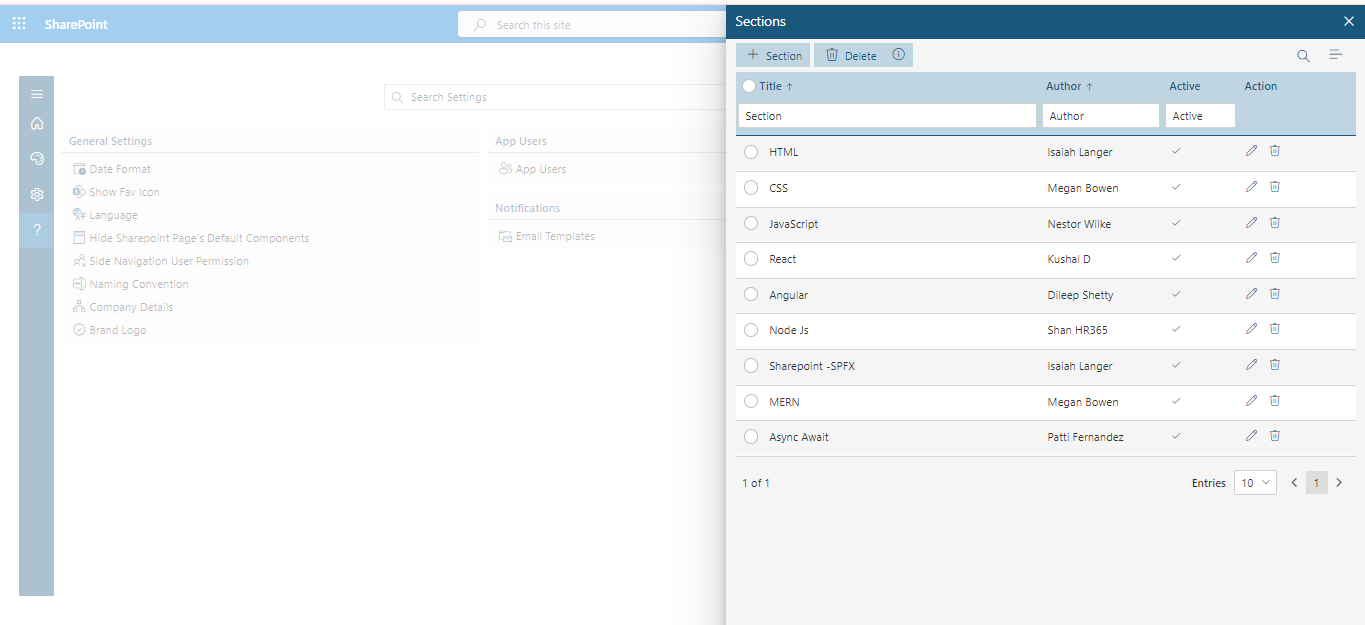 SharePoint
Search this site
Search Settings
General Settings
Date Format
Show Fav Icon
Language
Hide Sharepoint Page's Default Components
Side Navigation User Permission
Naming Convention
Company Details
Brand Logo
App Users
App Users
Notifications
Email Templates
Sections
Section Delete
Title Author Active Action
Section Author Active
HTML Isaiah Langer
CSS Megan Bowen
JavaScript Nestor Wilke
React Kushal D
Angular Dileep Shetty
Node Js Shan HR365
Sharepoint -SPFX Isaiah Langer
MERN Megan Bowen
Async Await Patti Fernandez
1 of 1 Entries 10 1